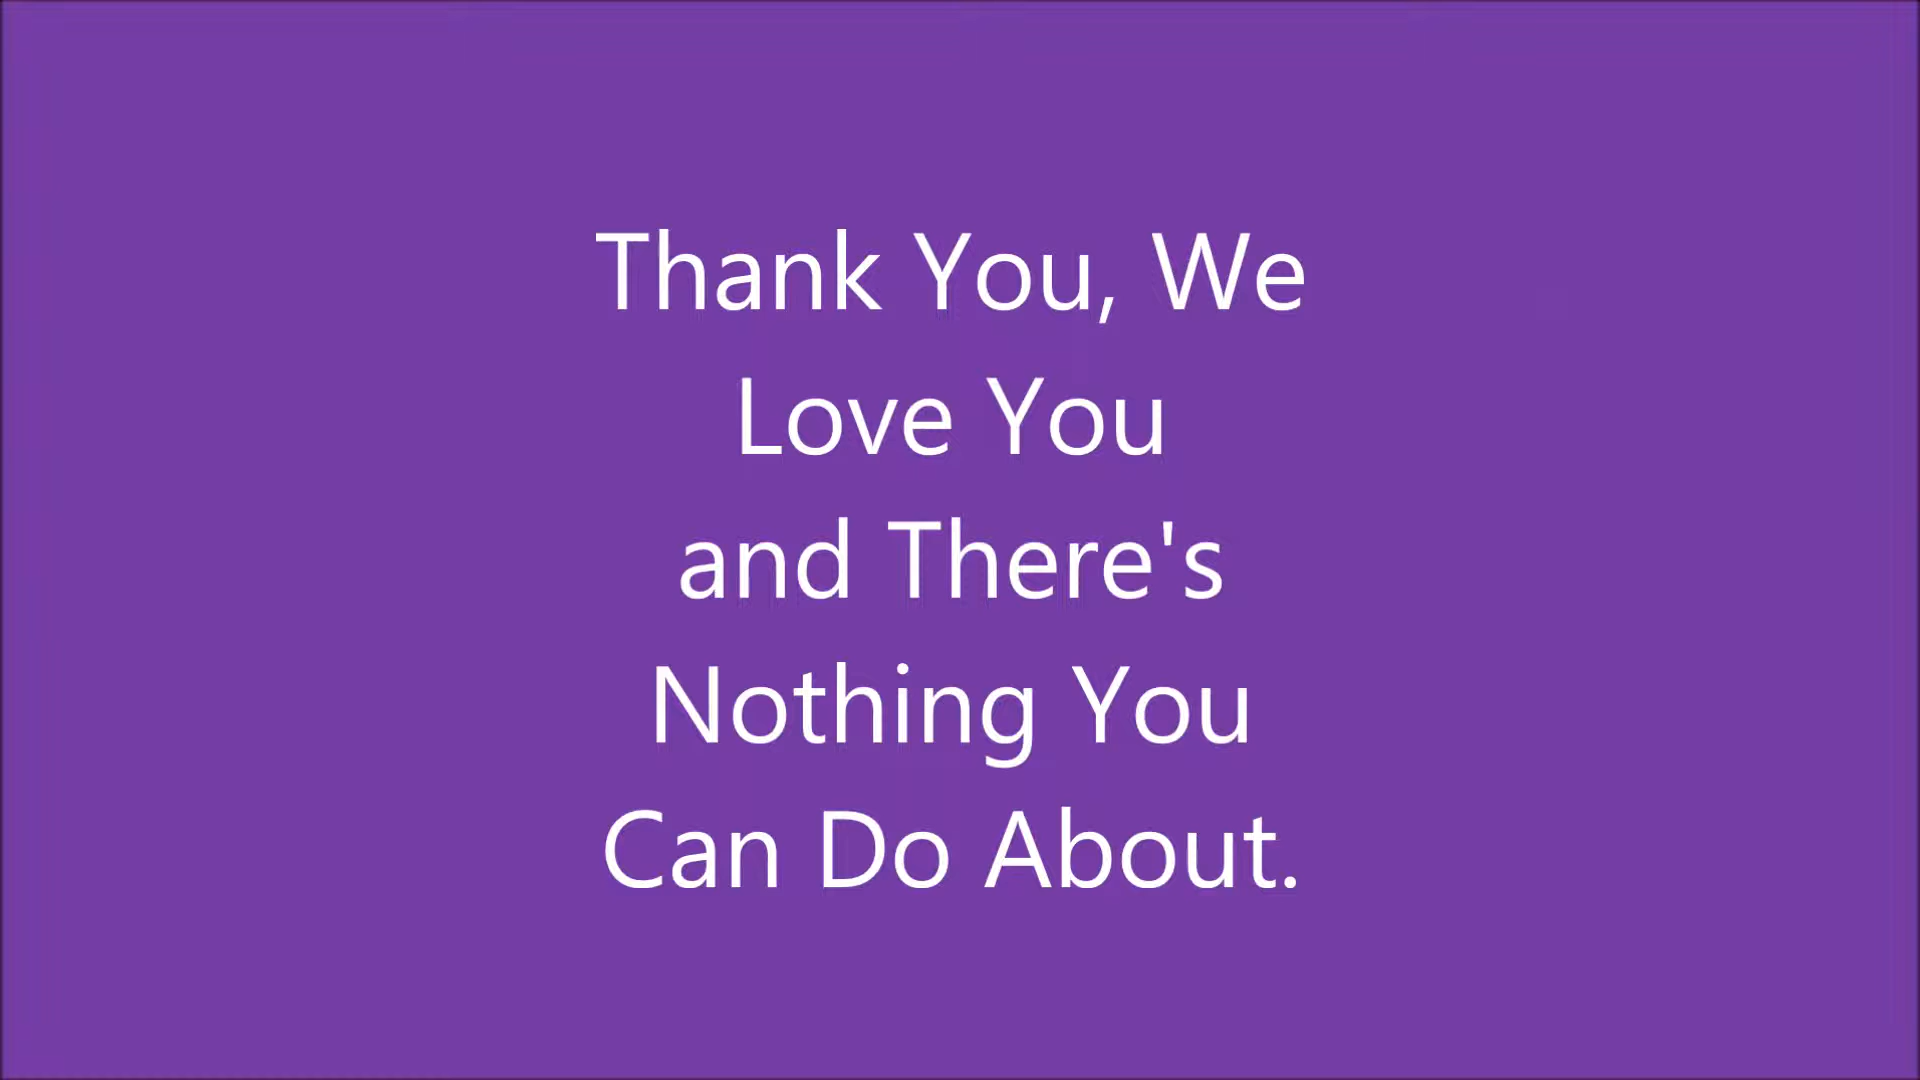 Thank You, We
Love You
and There's
Nothing You
Can Do About.